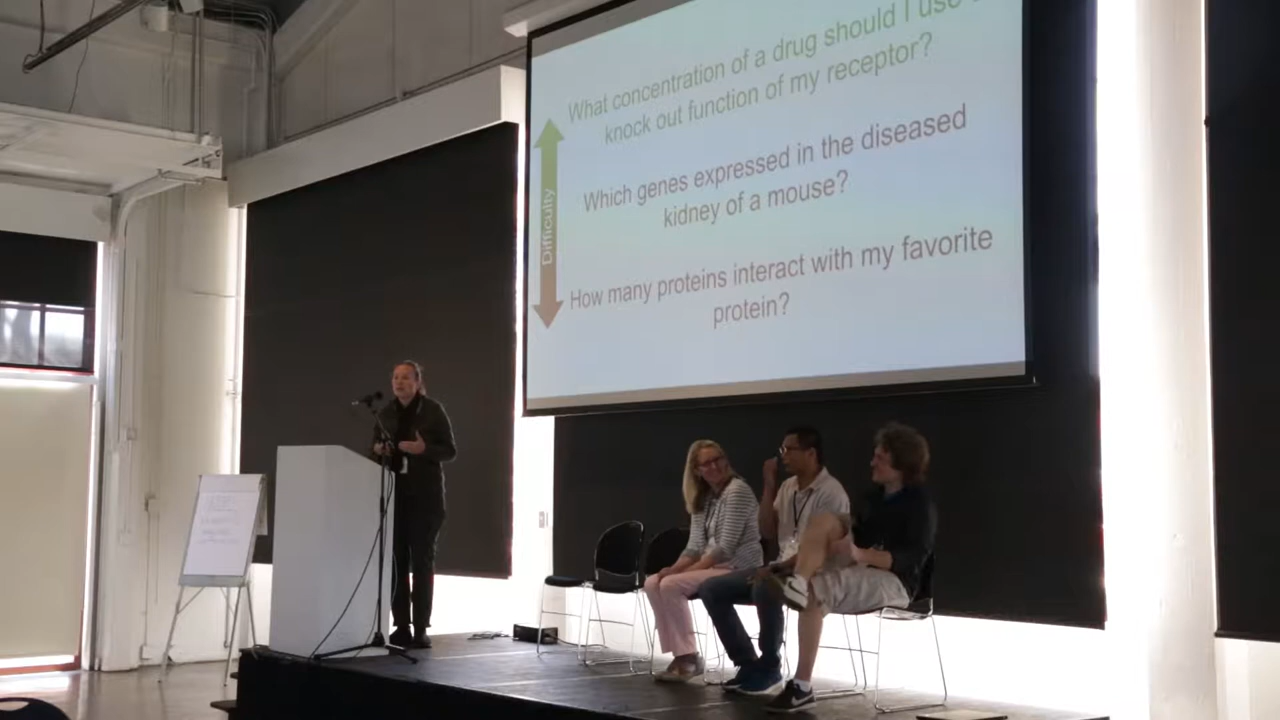 What concentration of a drug should I use
knock out function of my receptor?
Which genes expressed in the diseased
kidney of a mouse?
How many proteins interact with my favorite
protein?
Difficulty